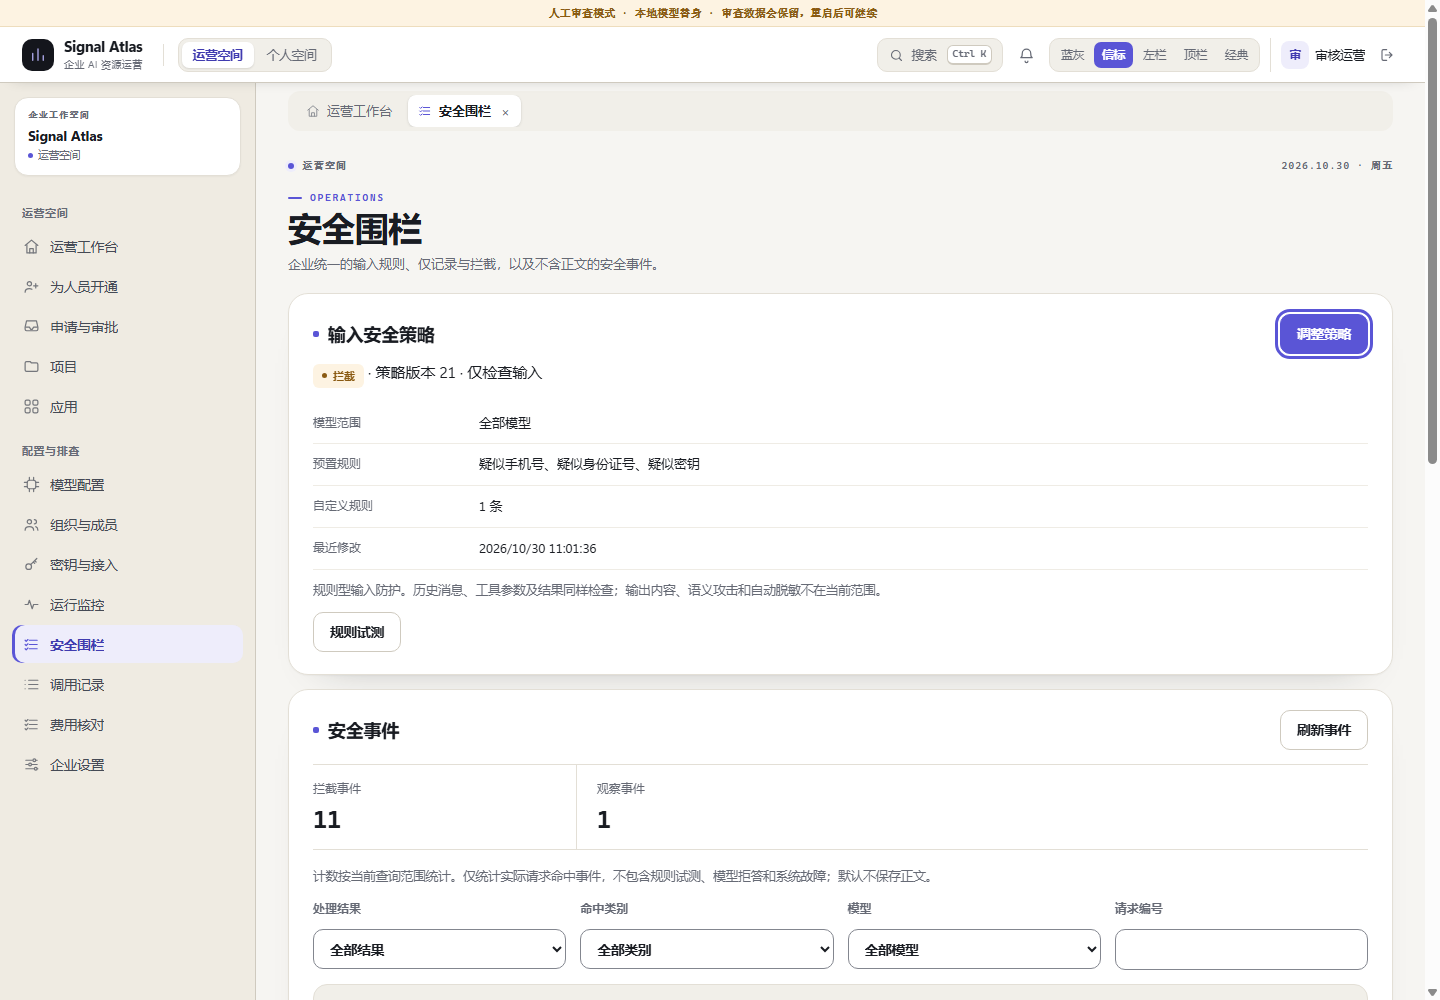 人工审查模式 · 本地模型替身 · 审查数据会保留，重启后可继续
Signal Atlas
企业 AI 资源运营
运营空间
个人空间
搜索
Ctrl K
蓝灰
信标
左栏
顶栏
经典
审
审核运营
企业工作空间
Signal Atlas
运营空间
运营空间
运营工作台
为人员开通
申请与审批
项目
应用
配置与排查
模型配置
组织与成员
密钥与接入
运行监控
安全围栏
调用记录
费用核对
企业设置
运营工作台
安全围栏 ×
运营空间
2026.10.30 · 周五
OPERATIONS
安全围栏
企业统一的输入规则、仅记录与拦截，以及不含正文的安全事件。
输入安全策略
调整策略
拦截 · 策略版本 21 · 仅检查输入
模型范围 全部模型
预置规则 疑似手机号、疑似身份证号、疑似密钥
自定义规则 1 条
最近修改 2026/10/30 11:01:36
规则型输入防护。历史消息、工具参数及结果同样检查；输出内容、语义攻击和自动脱敏不在当前范围。
规则试测
安全事件
刷新事件
拦截事件
11
观察事件
1
计数按当前查询范围统计。仅统计实际请求命中事件，不包含规则试测、模型拒答和系统故障；默认不保存正文。
处理结果
全部结果
命中类别
全部类别
模型
全部模型
请求编号